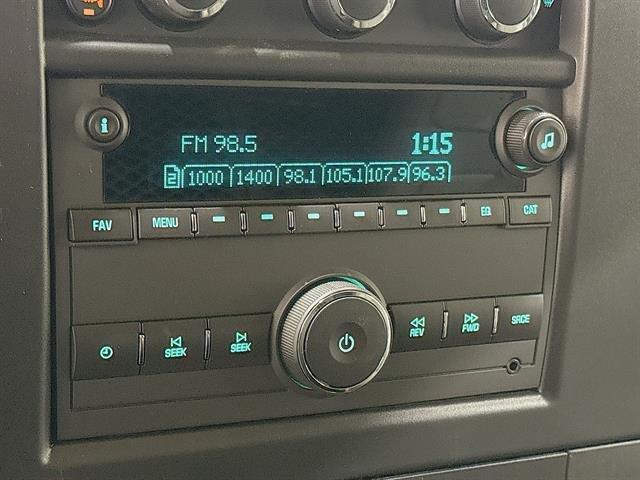 i
FM 98.5 1:15
2 1000 1400 98.1 105.1 107.9 96.3
FAV MENU EQ CAT
SEEK SEEK REV FWD SRCE